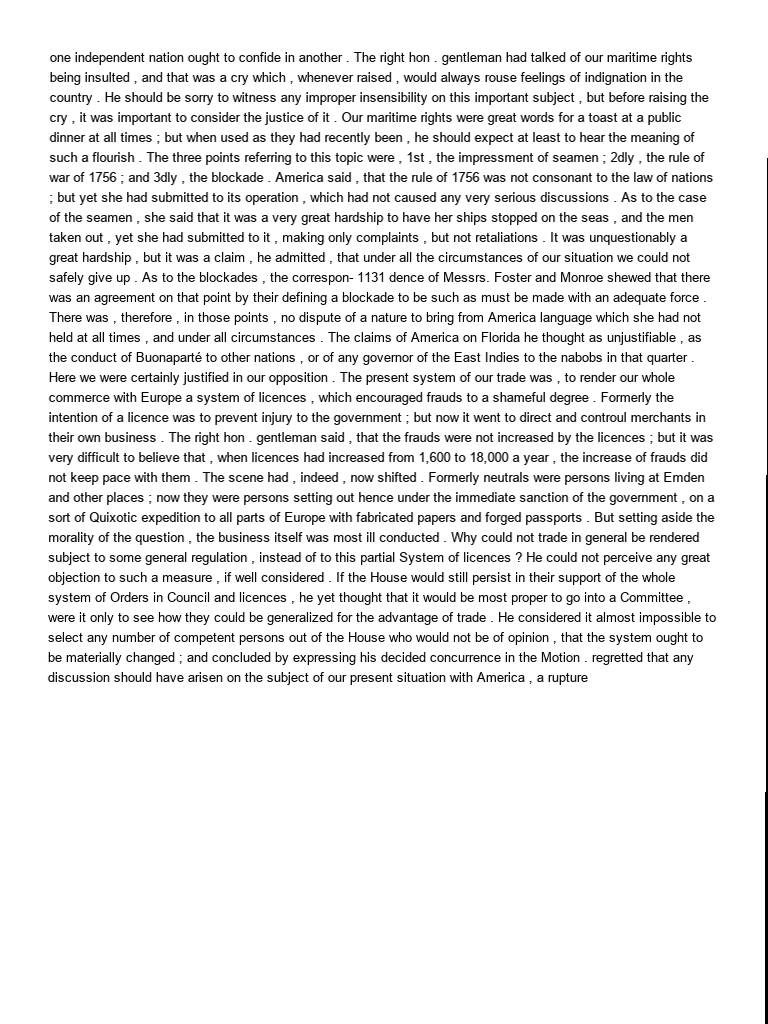 one independent nation ought to confide in another . The right hon . gentleman had talked of our maritime rights
being insulted , and that was a cry which , whenever raised , would always rouse feelings of indignation in the
country . He should be sorry to witness any improper insensibility on this important subject , but before raising the
cry , it was important to consider the justice of it . Our maritime rights were great words for a toast at a public
dinner at all times ; but when used as they had recently been , he should expect at least to hear the meaning of
such a flourish . The three points referring to this topic were , 1st , the impressment of seamen ; 2dly , the rule of
war of 1756 ; and 3dly , the blockade . America said , that the rule of 1756 was not consonant to the law of nations
; but yet she had submitted to its operation , which had not caused any very serious discussions . As to the case
of the seamen , she said that it was a very great hardship to have her ships stopped on the seas , and the men
taken out , yet she had submitted to it , making only complaints , but not retaliations . It was unquestionably a
great hardship , but it was a claim , he admitted , that under all the circumstances of our situation we could not
safely give up . As to the blockades , the correspon- 1131 dence of Messrs. Foster and Monroe shewed that there
was an agreement on that point by their defining a blockade to be such as must be made with an adequate force .
There was , therefore , in those points , no dispute of a nature to bring from America language which she had not
held at all times , and under all circumstances . The claims of America on Florida he thought as unjustifiable , as
the conduct of Buonaparté to other nations , or of any governor of the East Indies to the nabobs in that quarter .
Here we were certainly justified in our opposition . The present system of our trade was , to render our whole
commerce with Europe a system of licences , which encouraged frauds to a shameful degree . Formerly the
intention of a licence was to prevent injury to the government ; but now it went to direct and controul merchants in
their own business . The right hon . gentleman said , that the frauds were not increased by the licences ; but it was
very difficult to believe that , when licences had increased from 1,600 to 18,000 a year , the increase of frauds did
not keep pace with them . The scene had , indeed , now shifted . Formerly neutrals were persons living at Emden
and other places ; now they were persons setting out hence under the immediate sanction of the government , on a
sort of Quixotic expedition to all parts of Europe with fabricated papers and forged passports . But setting aside the
morality of the question , the business itself was most ill conducted . Why could not trade in general be rendered
subject to some general regulation , instead of to this partial System of licences ? He could not perceive any great
objection to such a measure , if well considered . If the House would still persist in their support of the whole
system of Orders in Council and licences , he yet thought that it would be most proper to go into a Committee ,
were it only to see how they could be generalized for the advantage of trade . He considered it almost impossible to
select any number of competent persons out of the House who would not be of opinion , that the system ought to
be materially changed ; and concluded by expressing his decided concurrence in the Motion . regretted that any
discussion should have arisen on the subject of our present situation with America , a rupture